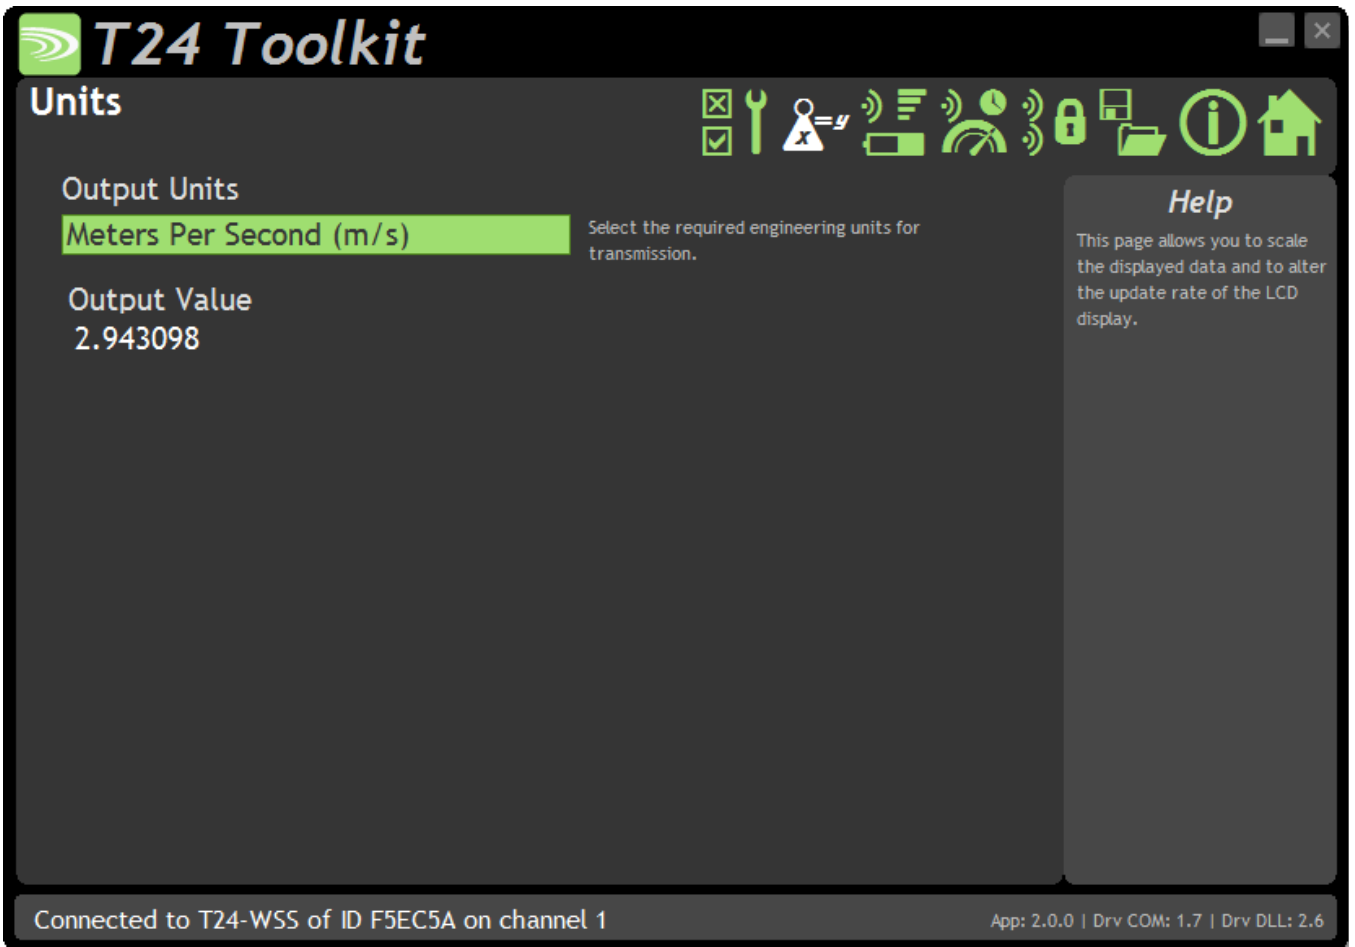 T24 Toolkit
Units
x=y
Output Units
Meters Per Second (m/s)
Select the required engineering units for
transmission.
Output Value
2.943098
Help
This page allows you to scale
the displayed data and to alter
the update rate of the LCD
display.
Connected to T24-WSS of ID F5EC5A on channel 1
App: 2.0.0 | Drv COM: 1.7 | Drv DLL: 2.6